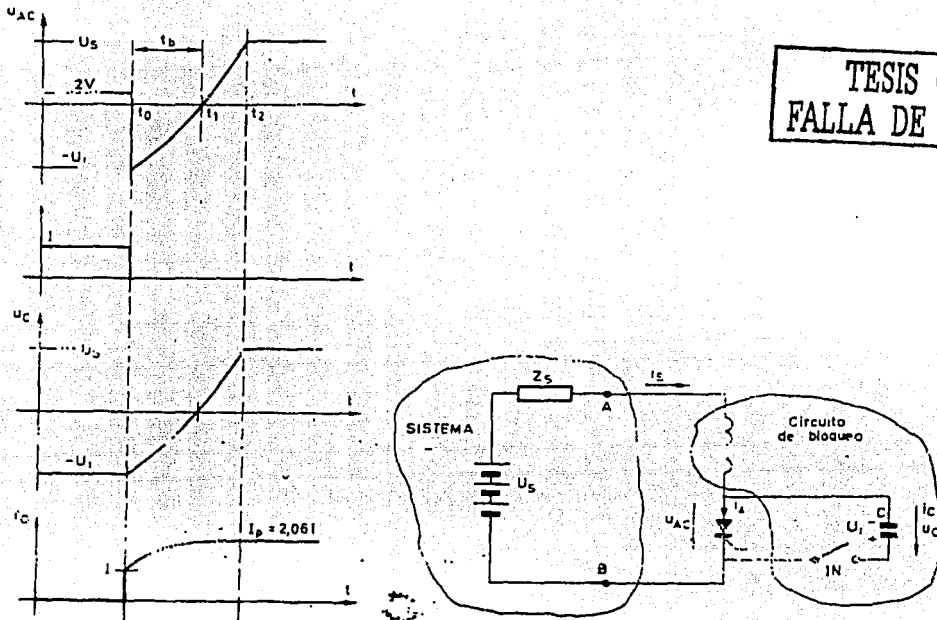 uAC
Us
tb
2V
t
t0
t1
t2
-U1
I
t
uC
Us
t
-U1
iC
Ip = 2,06I
I
t
TESIS
FALLA DE
SISTEMA
Zs
A
is
Us
B
Circuito
de bloqueo
iA
uAC
U1
-
+
C
iC
uC
IN